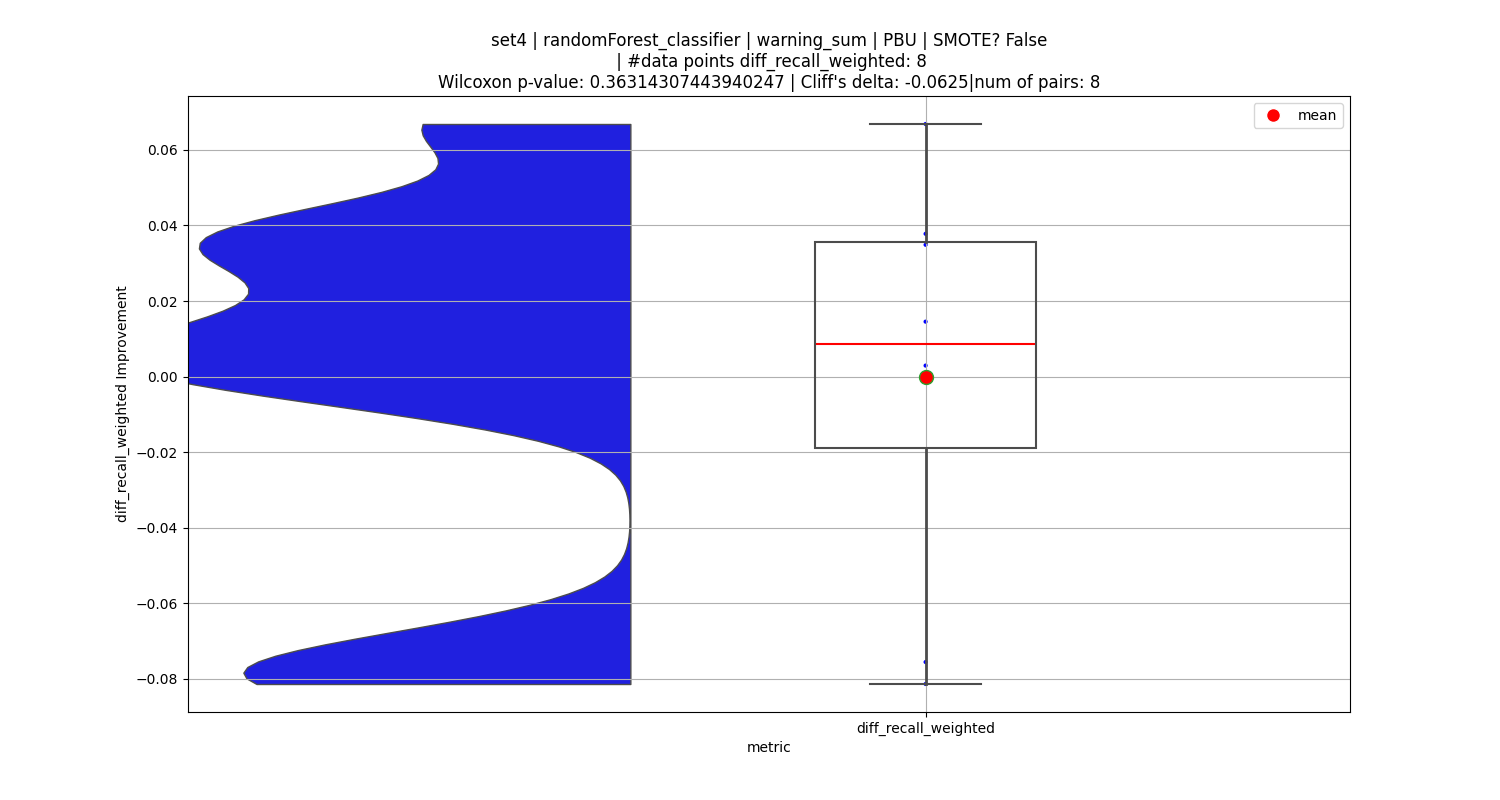 set4 | randomForest_classifier | warning_sum | PBU | SMOTE? False
| #data points diff_recall_weighted: 8
Wilcoxon p-value: 0.36314307443940247 | Cliff's delta: -0.0625|num of pairs: 8
mean
0.06
0.04
0.02
0.00
−0.02
−0.04
−0.06
−0.08
diff_recall_weighted Improvement
diff_recall_weighted
metric